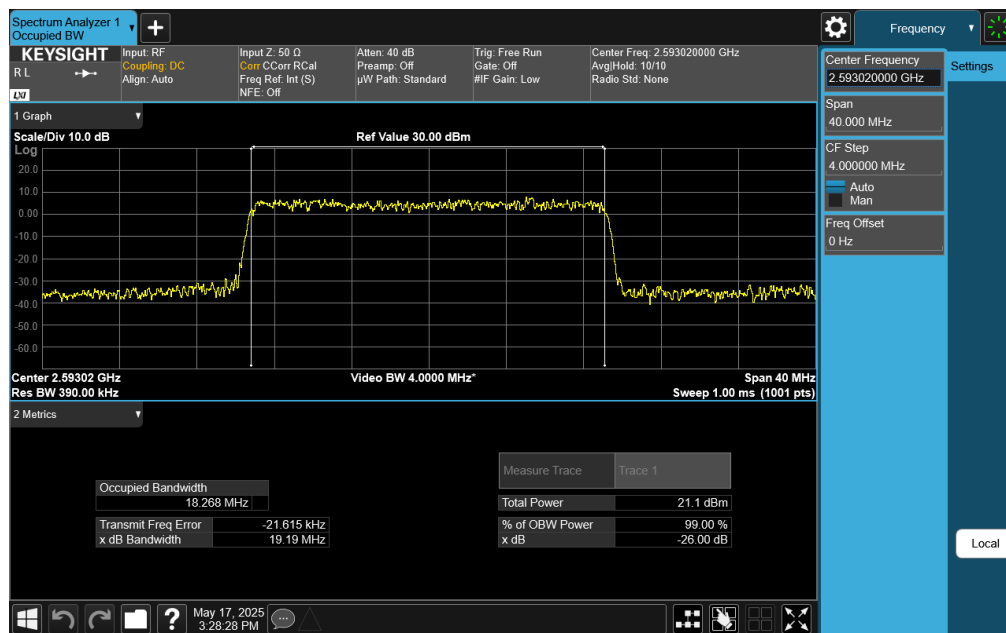 Spectrum Analyzer 1
Occupied BW
+
Frequency
KEYSIGHT
R L
LXI
Input: RF
Coupling: DC
Align: Auto
Input Z: 50 Ω
Corr CCorr RCal
Freq Ref: Int (S)
NFE: Off
Atten: 40 dB
Preamp: Off
µW Path: Standard
Trig: Free Run
Gate: Off
#IF Gain: Low
Center Freq: 2.593020000 GHz
Avg|Hold: 10/10
Radio Std: None
Center Frequency
2.593020000 GHz
Settings
Span
40.000 MHz
CF Step
4.000000 MHz
Auto
Man
Freq Offset
0 Hz
1 Graph
Scale/Div 10.0 dB
Ref Value 30.00 dBm
Log
20.0
10.0
0.00
-10.0
-20.0
-30.0
-40.0
-50.0
-60.0
Center 2.59302 GHz
Video BW 4.0000 MHz*
Span 40 MHz
Res BW 390.00 kHz
Sweep 1.00 ms (1001 pts)
2 Metrics
Measure Trace
Trace 1
Occupied Bandwidth
18.268 MHz
Total Power
21.1 dBm
Transmit Freq Error
-21.615 kHz
% of OBW Power
99.00 %
x dB Bandwidth
19.19 MHz
x dB
-26.00 dB
Local
?
May 17, 2025
3:28:28 PM